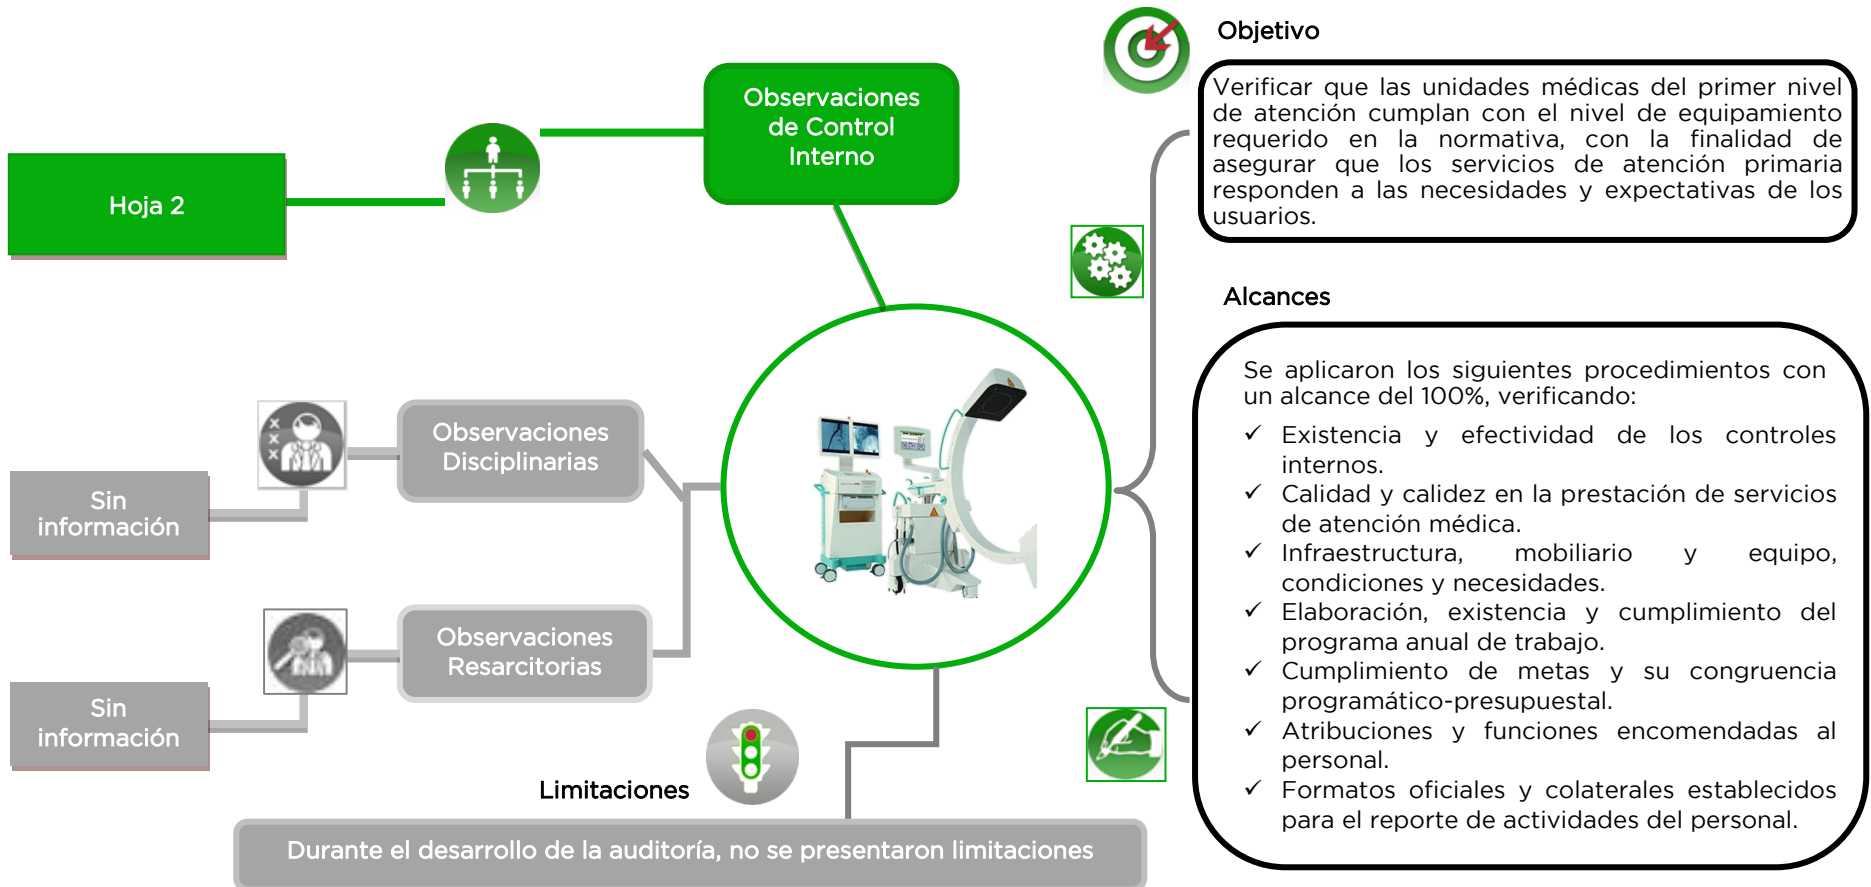 Hoja 2
Observaciones
de Control
Interno
Sin
información
Observaciones
Disciplinarias
Sin
información
Observaciones
Resarcitorias
Limitaciones
Durante el desarrollo de la auditoría, no se presentaron limitaciones
Objetivo
Verificar que las unidades médicas del primer nivel
de atención cumplan con el nivel de equipamiento
requerido en la normativa, con la finalidad de
asegurar que los servicios de atención primaria
responden a las necesidades y expectativas de los
usuarios.
Alcances
Se aplicaron los siguientes procedimientos con
un alcance del 100%, verificando:
✓ Existencia y efectividad de los controles
internos.
✓ Calidad y calidez en la prestación de servicios
de atención médica.
✓ Infraestructura, mobiliario y equipo,
condiciones y necesidades.
✓ Elaboración, existencia y cumplimiento del
programa anual de trabajo.
✓ Cumplimiento de metas y su congruencia
programático-presupuestal.
✓ Atribuciones y funciones encomendadas al
personal.
✓ Formatos oficiales y colaterales establecidos
para el reporte de actividades del personal.